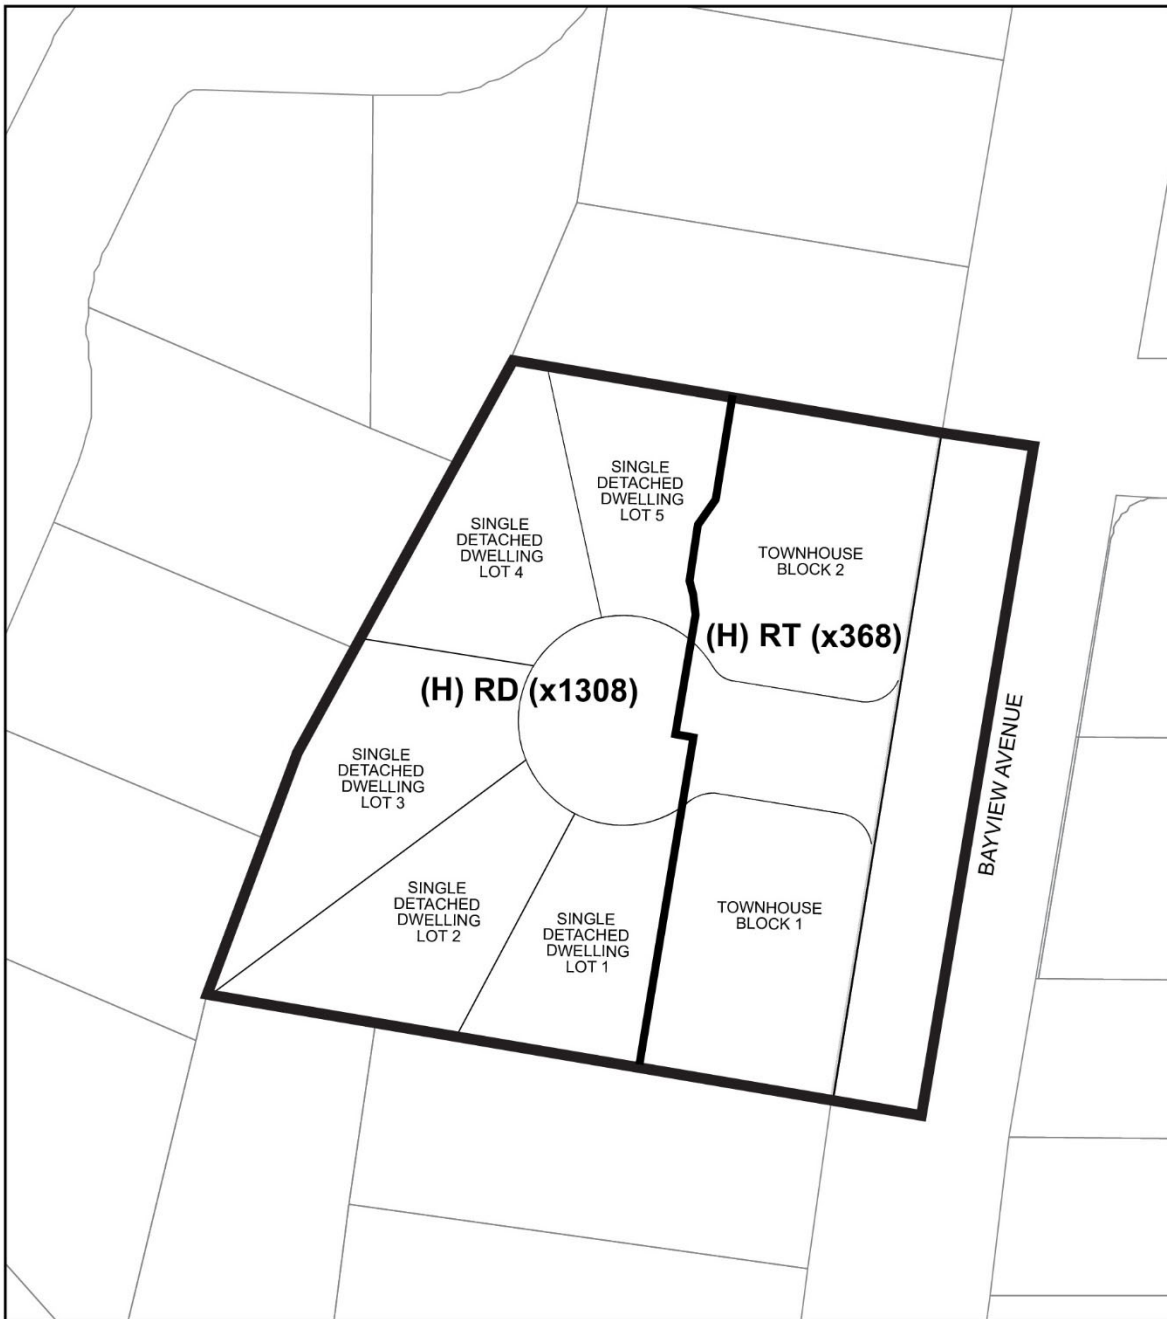 SINGLE
DETACHED
DWELLING
LOT 5
SINGLE
DETACHED
DWELLING
LOT 4
TOWNHOUSE
BLOCK 2
(H) RT (x368)
(H) RD (x1308)
SINGLE
DETACHED
DWELLING
LOT 3
BAYVIEW AVENUE
SINGLE
DETACHED
DWELLING
LOT 2
SINGLE
DETACHED
DWELLING
LOT 1
TOWNHOUSE
BLOCK 1